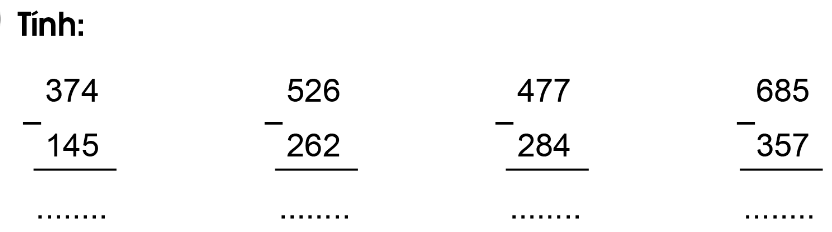 Tính:
374 526 477 685
– – – –
145 262 284 357
........ ........ ........ ........